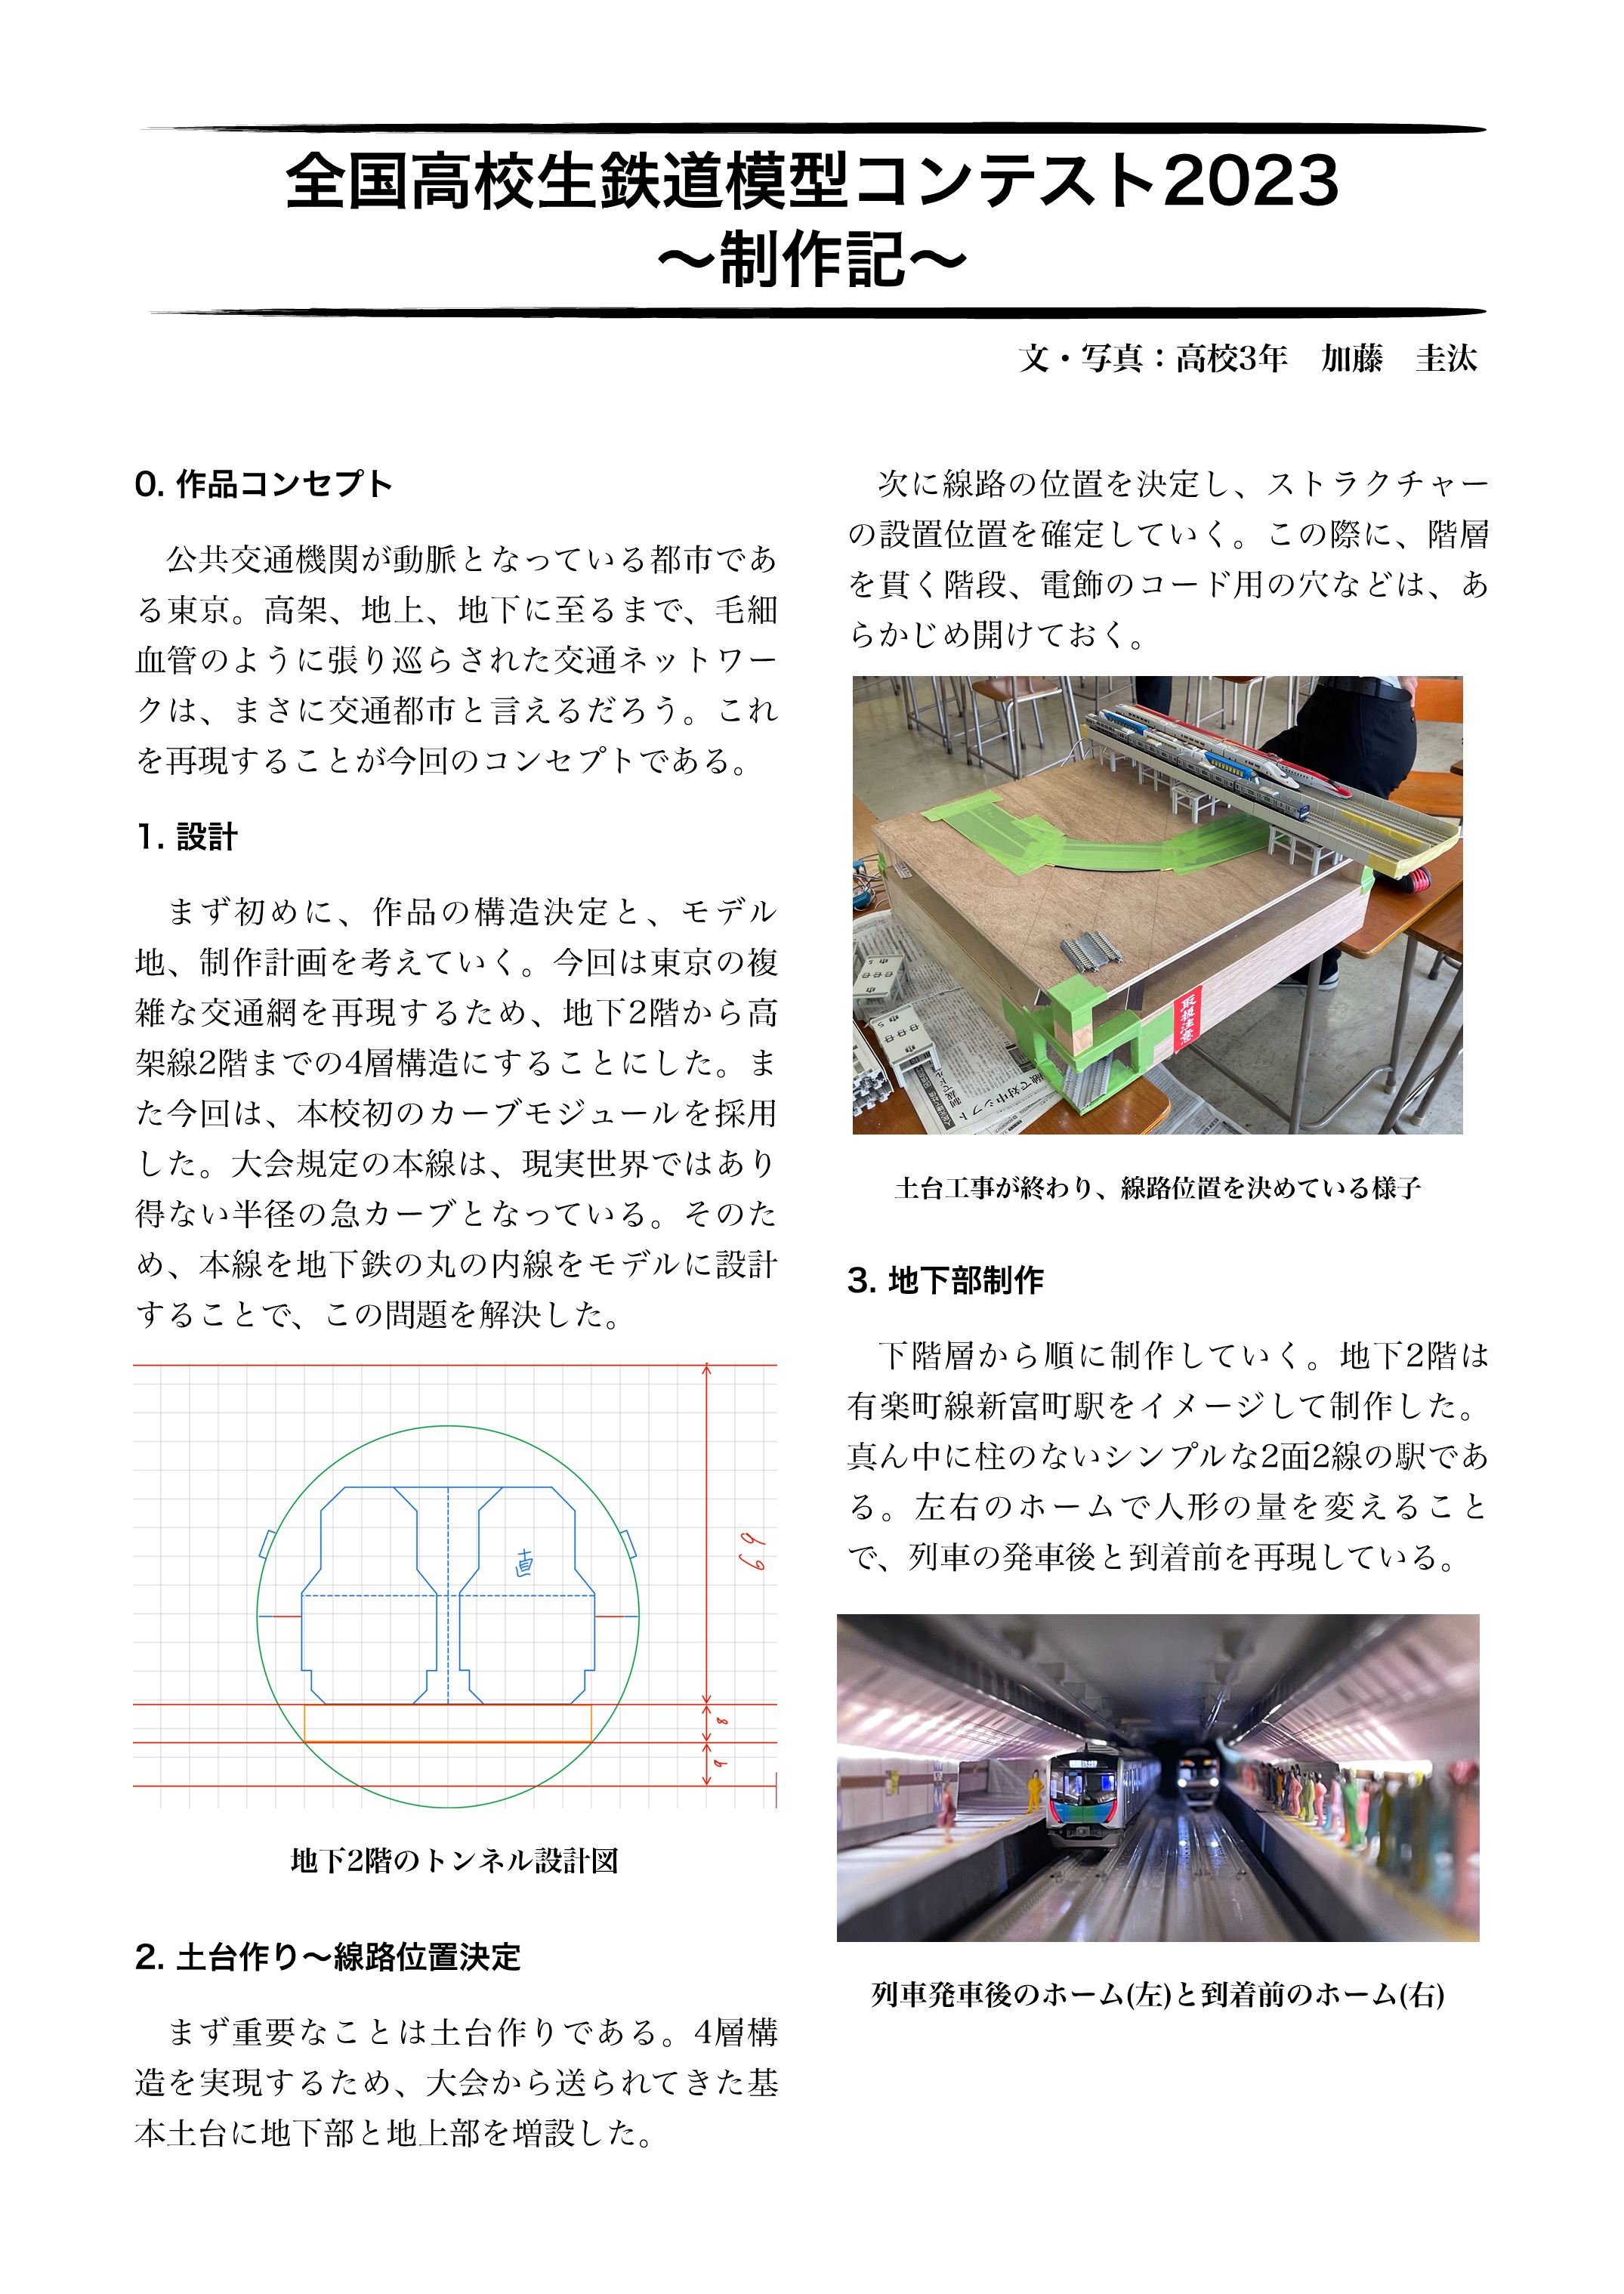 全国高校生鉄道模型コンテスト2023
〜制作記〜
文・写真：高校3年　加藤　圭汰
0. 作品コンセプト
　公共交通機関が動脈となっている都市であ
る東京。高架、地上、地下に至るまで、毛細
血管のように張り巡らされた交通ネットワー
クは、まさに交通都市と言えるだろう。これ
を再現することが今回のコンセプトである。
1. 設計
　まず初めに、作品の構造決定と、モデル
地、制作計画を考えていく。今回は東京の複
雑な交通網を再現するため、地下2階から高
架線2階までの4層構造にすることにした。ま
た今回は、本校初のカーブモジュールを採用
した。大会規定の本線は、現実世界ではあり
得ない半径の急カーブとなっている。そのた
め、本線を地下鉄の丸の内線をモデルに設計
することで、この問題を解決した。
直
8
9
地下2階のトンネル設計図
2. 土台作り〜線路位置決定
　まず重要なことは土台作りである。4層構
造を実現するため、大会から送られてきた基
本土台に地下部と地上部を増設した。
　次に線路の位置を決定し、ストラクチャー
の設置位置を確定していく。この際に、階層
を貫く階段、電飾のコード用の穴などは、あ
らかじめ開けておく。
取扱注意
土台工事が終わり、線路位置を決めている様子
3. 地下部制作
　下階層から順に制作していく。地下2階は
有楽町線新富町駅をイメージして制作した。
真ん中に柱のないシンプルな2面2線の駅であ
る。左右のホームで人形の量を変えること
で、列車の発車後と到着前を再現している。
列車発車後のホーム(左)と到着前のホーム(右)